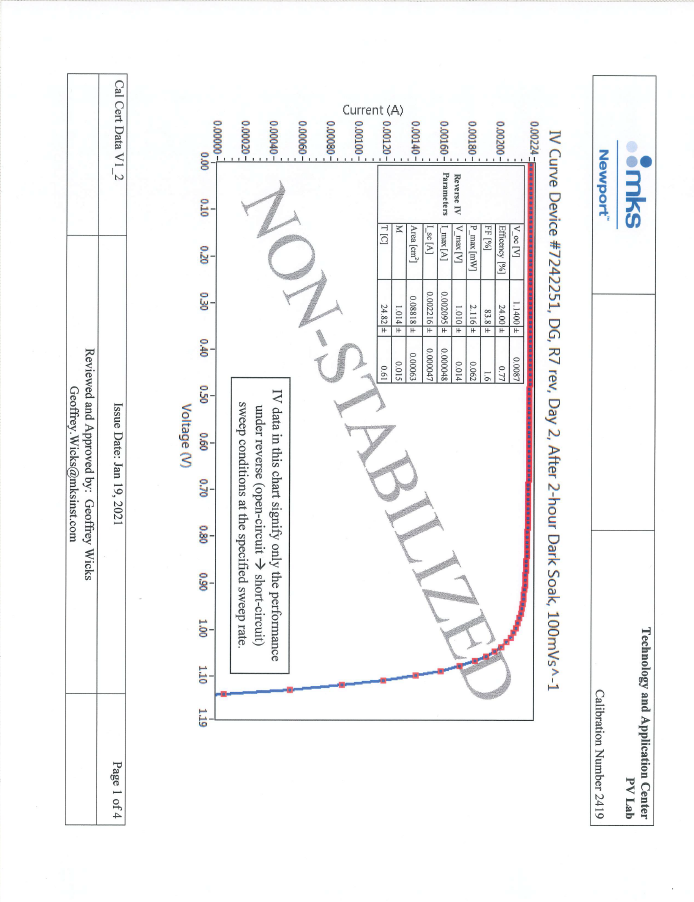 mks
Newport™
Technology and Application Center
PV Lab
Calibration Number 2419
IV Curve Device #7242251, DG, R7 rev, Day 2, After 2-hour Dark Soak, 100mVs^-1
Current (A)
0.00224
0.00200
0.00180
0.00160
0.00140
0.00120
0.00100
0.00080
0.00060
0.00040
0.00020
0.00000
0.00 0.10 0.20 0.30 0.40 0.50 0.60 0.70 0.80 0.90 1.00 1.10 1.19
Voltage (V)
Reverse IV
Parameters
V_oc [V] 1.1400 ± 0.0087
Efficency [%] 24.00 ± 0.77
FF [%] 83.8 ± 1.6
P_max [mW] 2.116 ± 0.062
V_max [V] 1.010 ± 0.014
I_max [A] 0.002095 ± 0.000048
I_sc [A] 0.002216 ± 0.000047
Area [cm²] 0.08818 ± 0.00063
M 1.014 ± 0.015
T [C] 24.82 ± 0.61
NON-STABILIZED
IV data in this chart signify only the performance
under reverse (open-circuit → short-circuit)
sweep conditions at the specified sweep rate.
Cal Cert Data V1_2
Issue Date: Jan 19, 2021
Page 1 of 4
Reviewed and Approved by: Geoffrey Wicks
Geoffrey.Wicks@mksinst.com